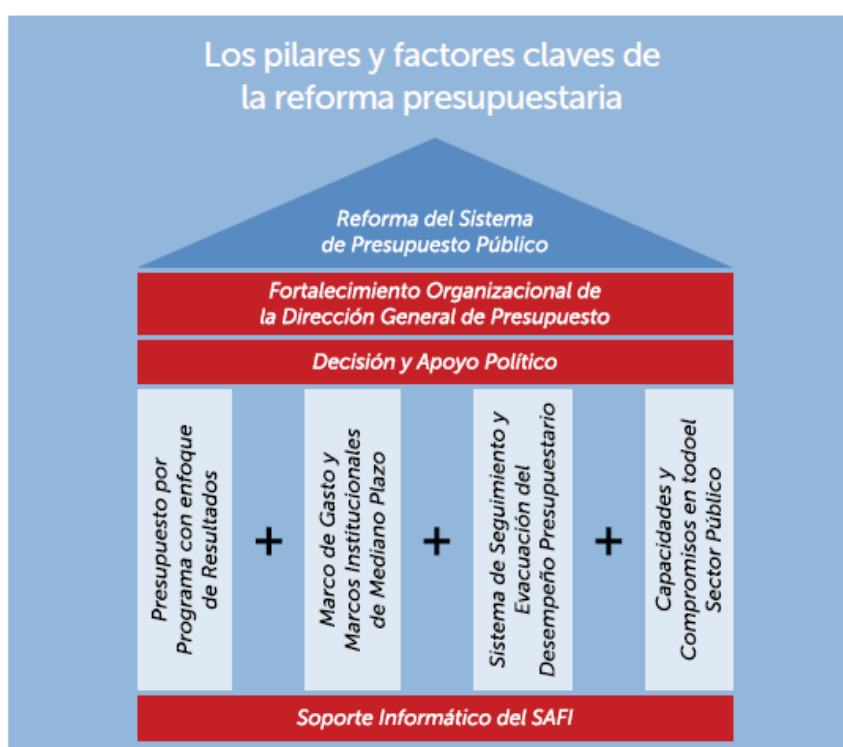 Los pilares y factores claves de
la reforma presupuestaria
Reforma del Sistema
de Presupuesto Público
Fortalecimiento Organizacional de
la Dirección General de Presupuesto
Decisión y Apoyo Político
Presupuesto por
Programa con enfoque
de Resultados
+
Marco de Gasto y
Marcos Institucionales
de Mediano Plazo
+
Sistema de Seguimiento y
Evacuación del
Desempeño Presupuestario
+
Capacidades y
Compromisos en todoel
Sector Público
Soporte Informático del SAFI